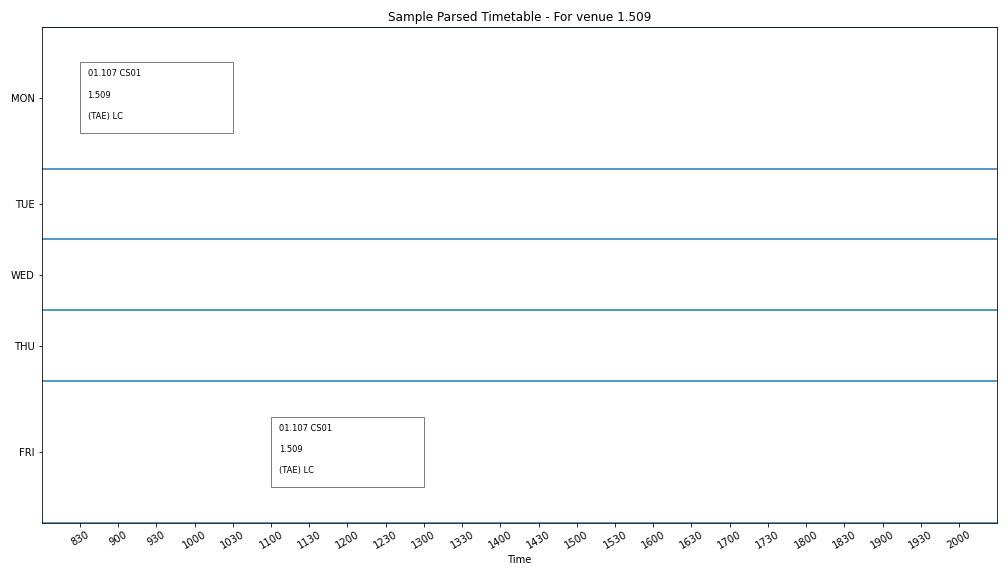 Sample Parsed Timetable - For venue 1.509
MON
01.107 CS01
1.509
(TAE) LC
TUE
WED
THU
FRI
01.107 CS01
1.509
(TAE) LC
830 900 930 1000 1030 1100 1130 1200 1230 1300 1330 1400 1430 1500 1530 1600 1630 1700 1730 1800 1830 1900 1930 2000
Time